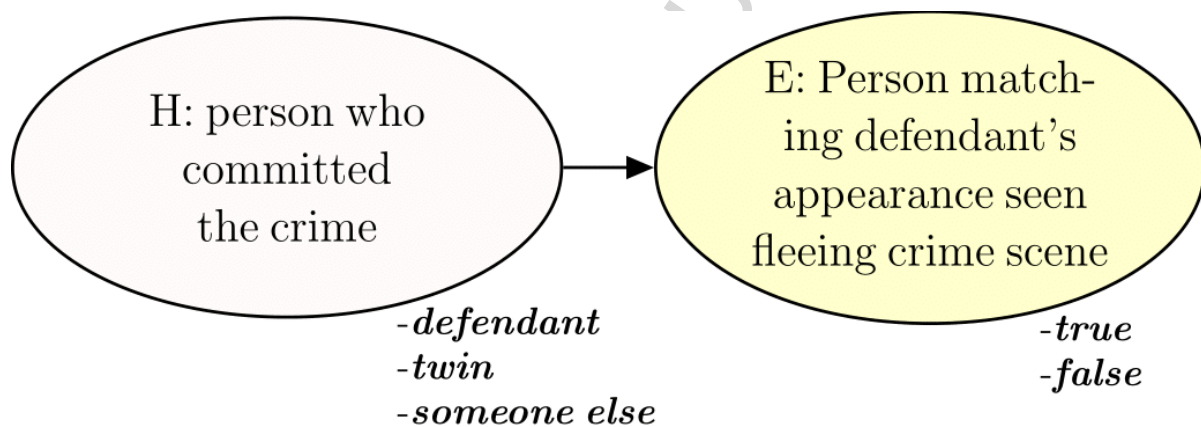 H: person who
committed
the crime
-defendant
-twin
-someone else
E: Person match-
ing defendant's
appearance seen
fleeing crime scene
-true
-false